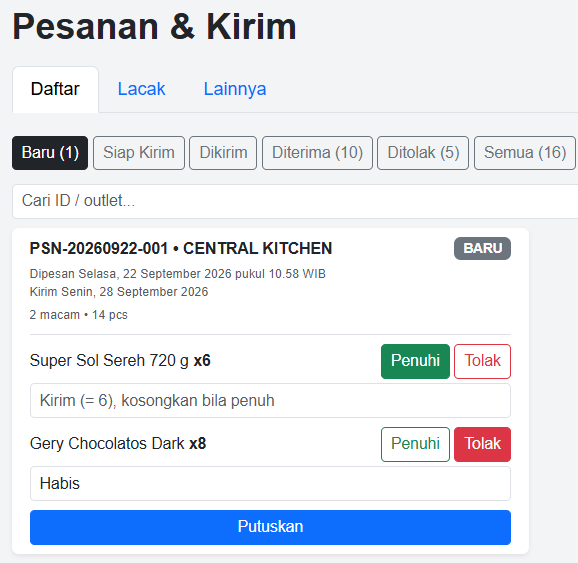 Pesanan & Kirim
Daftar Lacak Lainnya
Baru (1) Siap Kirim Dikirim Diterima (10) Ditolak (5) Semua (16)
Cari ID / outlet...
PSN-20260922-001 • CENTRAL KITCHEN BARU
Dipesan Selasa, 22 September 2026 pukul 10.58 WIB
Kirim Senin, 28 September 2026
2 macam • 14 pcs
Super Sol Sereh 720 g x6 Penuhi Tolak
Kirim (= 6), kosongkan bila penuh
Gery Chocolatos Dark x8 Penuhi Tolak
Habis
Putuskan